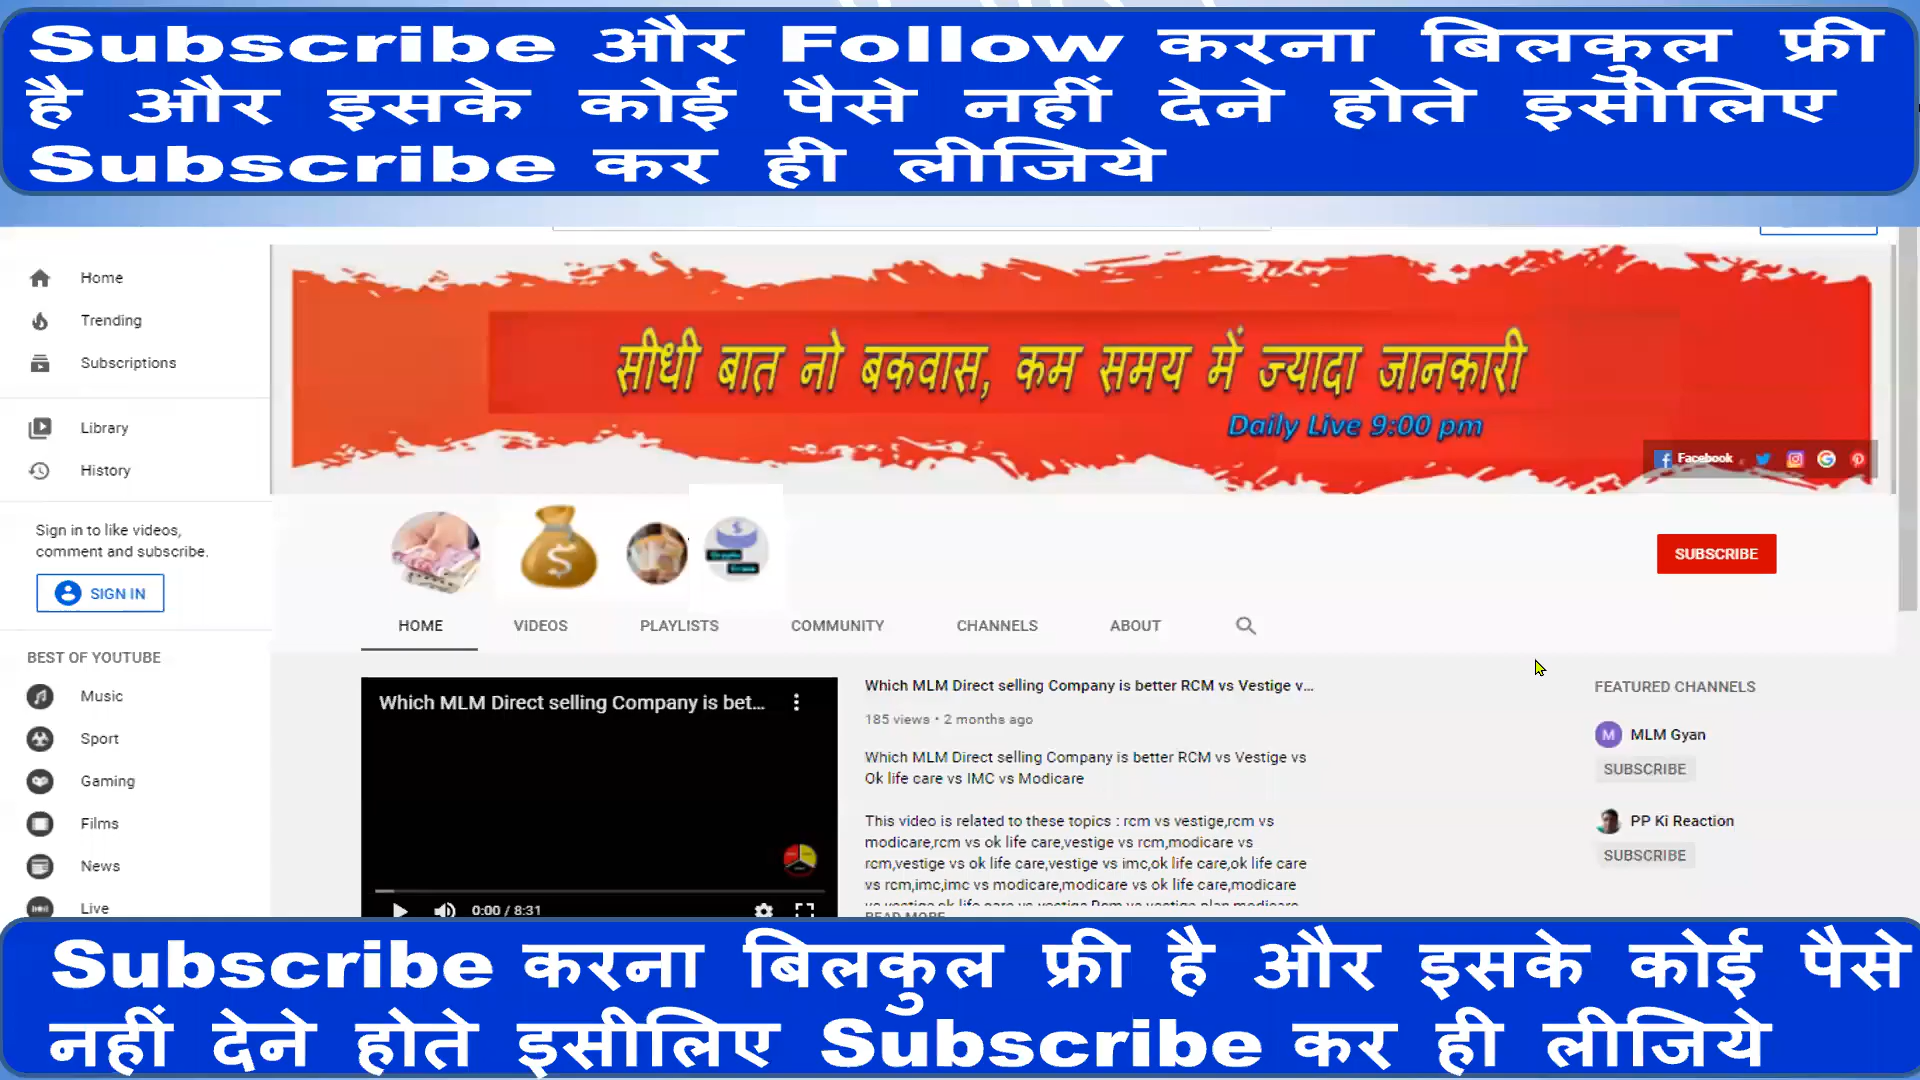 Subscribe और Follow करना बिलकुल फ्री
है और इसके कोई पैसे नहीं देने होते इसीलिए
Subscribe कर ही लीजिये
Home
Trending
Subscriptions
Library
History
Sign in to like videos,
comment and subscribe.
SIGN IN
BEST OF YOUTUBE
Music
Sport
Gaming
Films
News
Live
सीधी बात नो बकवास, कम समय में ज्यादा जानकारी
Daily Live 9:00 pm
Facebook
SUBSCRIBE
HOME VIDEOS PLAYLISTS COMMUNITY CHANNELS ABOUT
Which MLM Direct selling Company is bet...
0:00 / 8:31
Which MLM Direct selling Company is better RCM vs Vestige v...
185 views • 2 months ago
Which MLM Direct selling Company is better RCM vs Vestige vs
Ok life care vs IMC vs Modicare
This video is related to these topics : rcm vs vestige,rcm vs
modicare,rcm vs ok life care,vestige vs rcm,modicare vs
rcm,vestige vs ok life care,vestige vs imc,ok life care,ok life care
vs rcm,imc,imc vs modicare,modicare vs ok life care,modicare
READ MORE
FEATURED CHANNELS
M MLM Gyan
SUBSCRIBE
PP Ki Reaction
SUBSCRIBE
Subscribe करना बिलकुल फ्री है और इसके कोई पैसे
नहीं देने होते इसीलिए Subscribe कर ही लीजिये